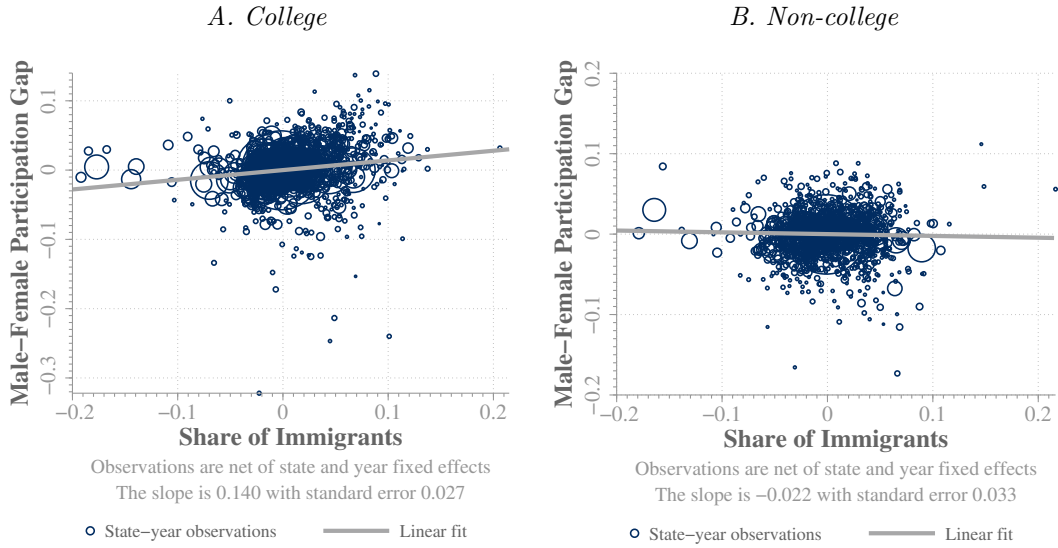 A. College
Male−Female Participation Gap
0.1
0
−0.1
−0.2
−0.3
−0.2
−0.1
0
0.1
0.2
Share of Immigrants
Observations are net of state and year fixed effects
The slope is 0.140 with standard error 0.027
State−year observations
Linear fit
B. Non-college
Male−Female Participation Gap
0.2
0.1
0
−0.1
−0.2
−0.2
−0.1
0
0.1
0.2
Share of Immigrants
Observations are net of state and year fixed effects
The slope is −0.022 with standard error 0.033
State−year observations
Linear fit